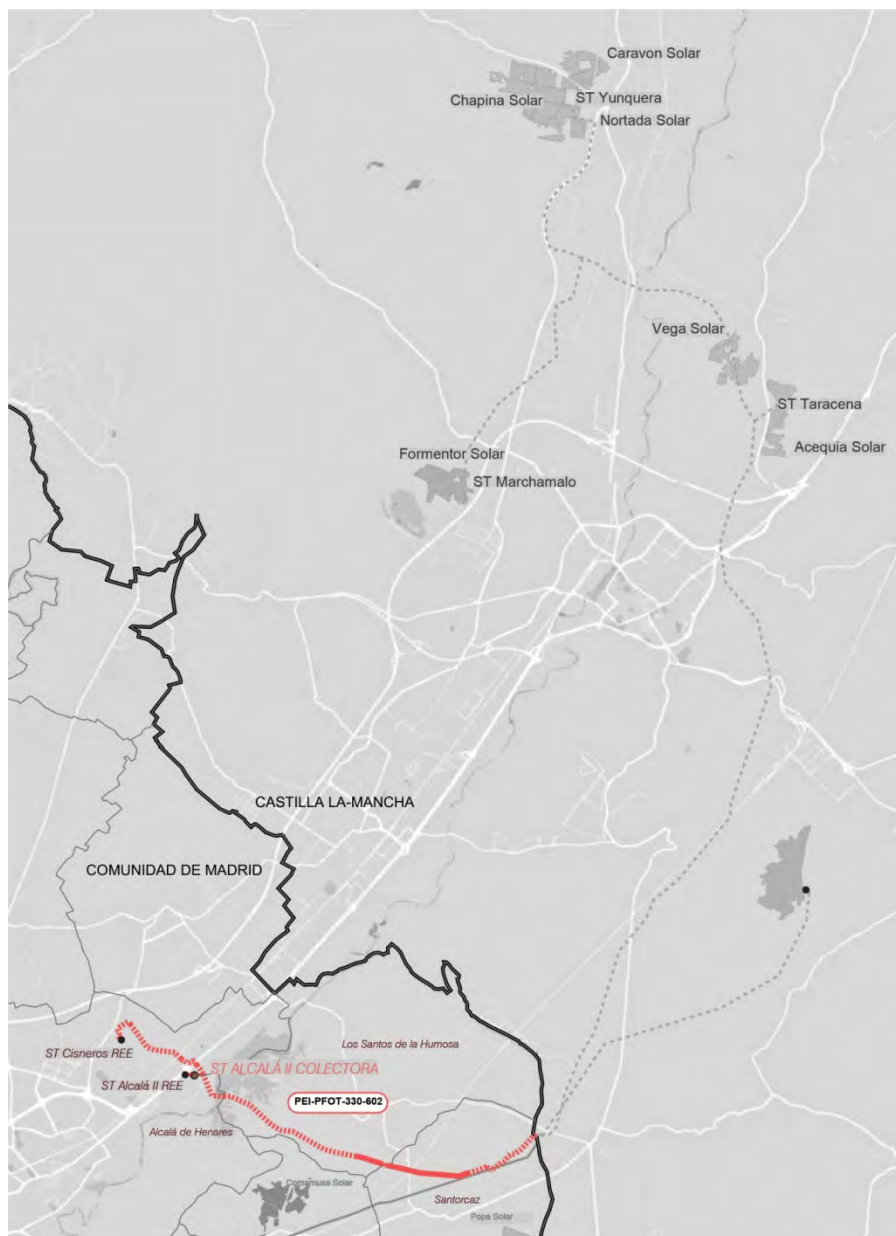 Caravon Solar
Chapina Solar
ST Yunquera
Nortada Solar
Vega Solar
ST Taracena
Acequia Solar
Formentor Solar
ST Marchamalo
CASTILLA LA-MANCHA
COMUNIDAD DE MADRID
Los Santos de la Humosa
ST Cisneros REE
ST ALCALÁ II COLECTORA
ST Alcalá II REE
PEI-PFOT-330-602
Alcalá de Henares
Comamusa Solar
Santorcaz
Popa Solar